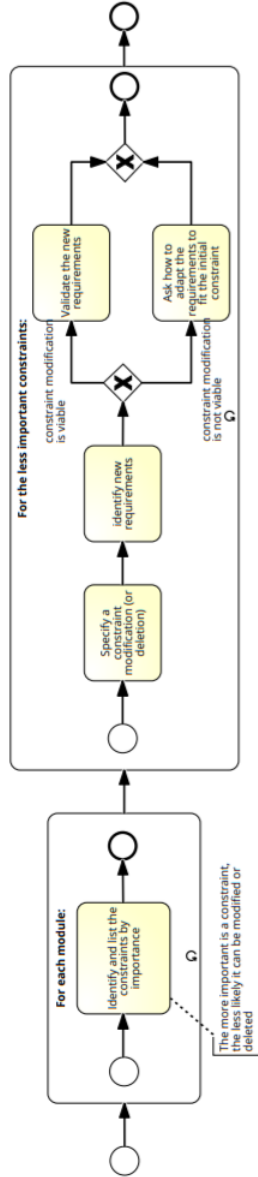 For each module:
Identify and list the
constraints by
importance
The more important is a constraint,
the less likely it can be modified or
deleted
For the less important constraints:
Specify a
constraint
modification (or
deletion)
identify new
requirements
constraint modification
is viable
Validate the new
requirements
constraint modification
is not viable
Ask how to
adapt the
requirements to
fit the initial
constraint